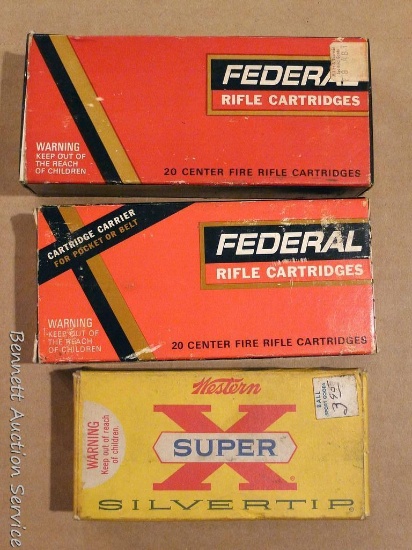 FEDERAL
RIFLE CARTRIDGES
WARNING
KEEP OUT OF
THE REACH
OF CHILDREN.
20 CENTER FIRE RIFLE CARTRIDGES
CARTRIDGE CARRIER
FOR POCKET OR BELT
FEDERAL
RIFLE CARTRIDGES
WARNING
KEEP OUT OF
THE REACH
OF CHILDREN
20 CENTER FIRE RIFLE CARTRIDGES
Western
X
SUPER
WARNING
Keep out of reach
of children.
SILVERTIP
Bennett Auction Service